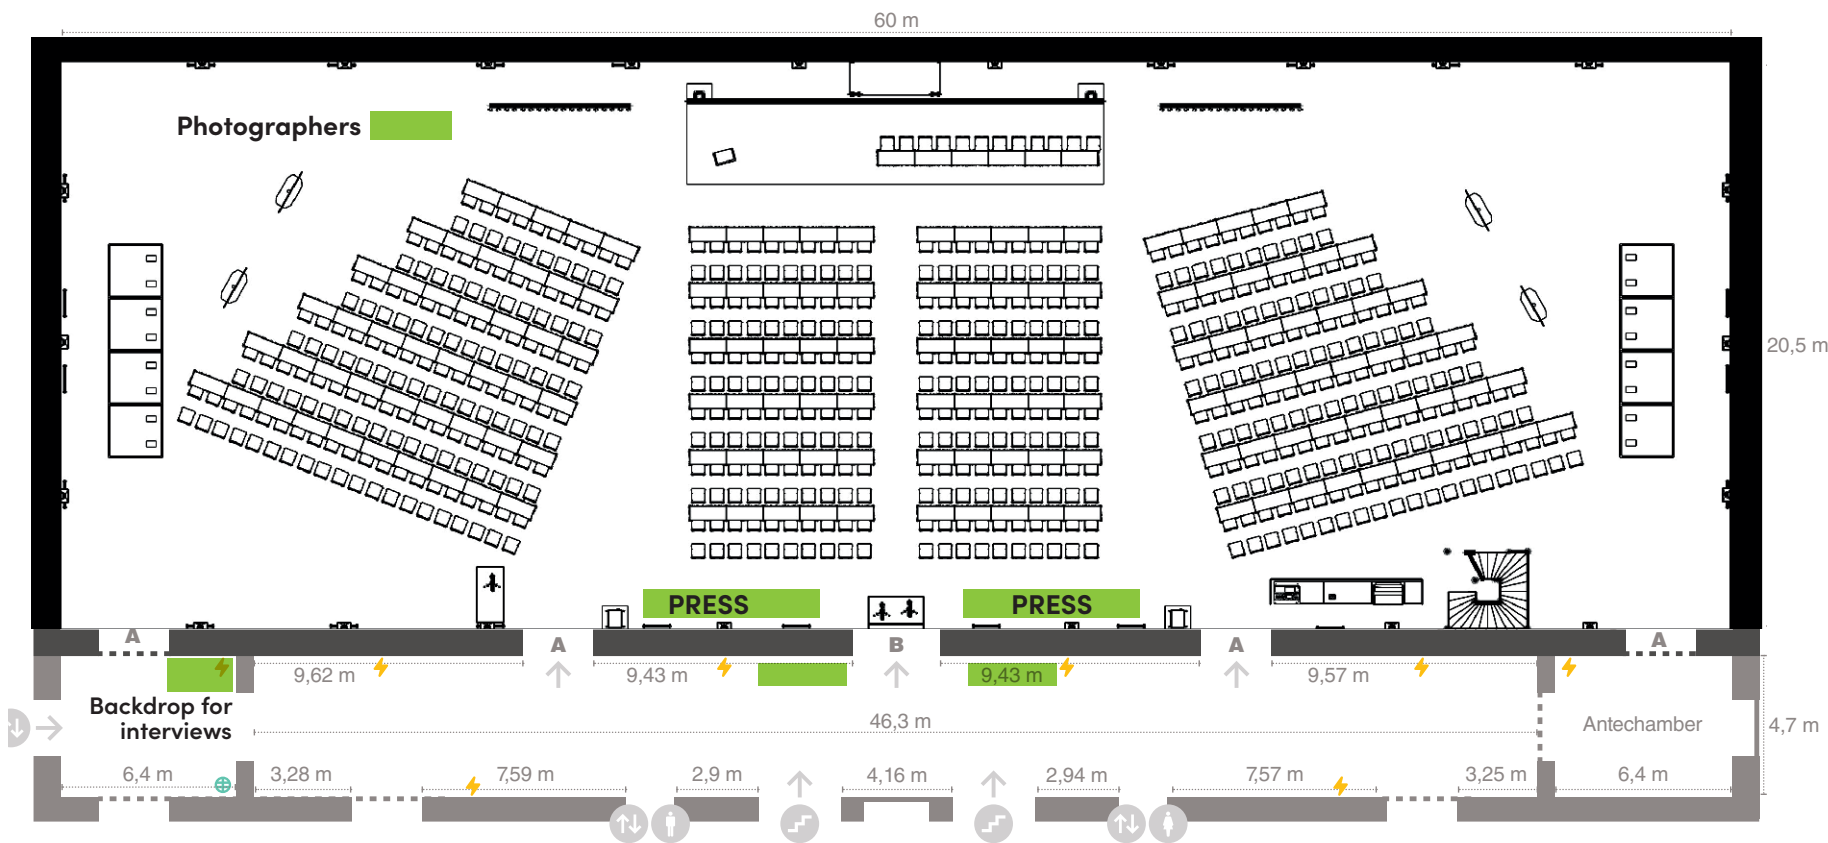 60 m
Photographers
20,5 m
PRESS
PRESS
A
A
B
A
A
9,62 m
9,43 m
9,43 m
9,57 m
Backdrop for
interviews
46,3 m
Antechamber
4,7 m
6,4 m
3,28 m
7,59 m
2,9 m
4,16 m
2,94 m
7,57 m
3,25 m
6,4 m